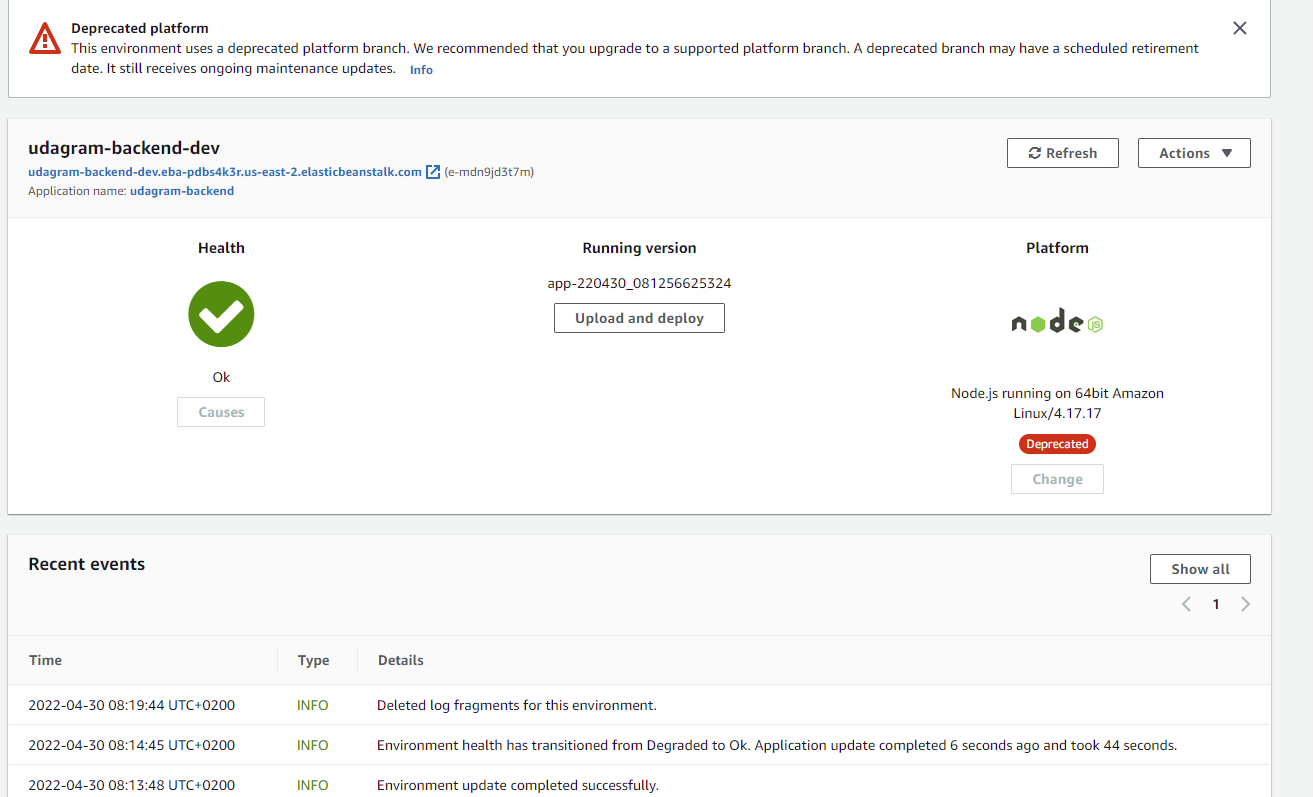 Deprecated platform
This environment uses a deprecated platform branch. We recommended that you upgrade to a supported platform branch. A deprecated branch may have a scheduled retirement
date. It still receives ongoing maintenance updates. Info
udagram-backend-dev
udagram-backend-dev.eba-pdbs4k3r.us-east-2.elasticbeanstalk.com (e-mdn9jd3t7m)
Application name: udagram-backend
Refresh
Actions
Health
Ok
Causes
Running version
app-220430_081256625324
Upload and deploy
Platform
node JS
Node.js running on 64bit Amazon
Linux/4.17.17
Deprecated
Change
Recent events
Show all
1
Time Type Details
2022-04-30 08:19:44 UTC+0200 INFO Deleted log fragments for this environment.
2022-04-30 08:14:45 UTC+0200 INFO Environment health has transitioned from Degraded to Ok. Application update completed 6 seconds ago and took 44 seconds.
2022-04-30 08:13:48 UTC+0200 INFO Environment update completed successfully.